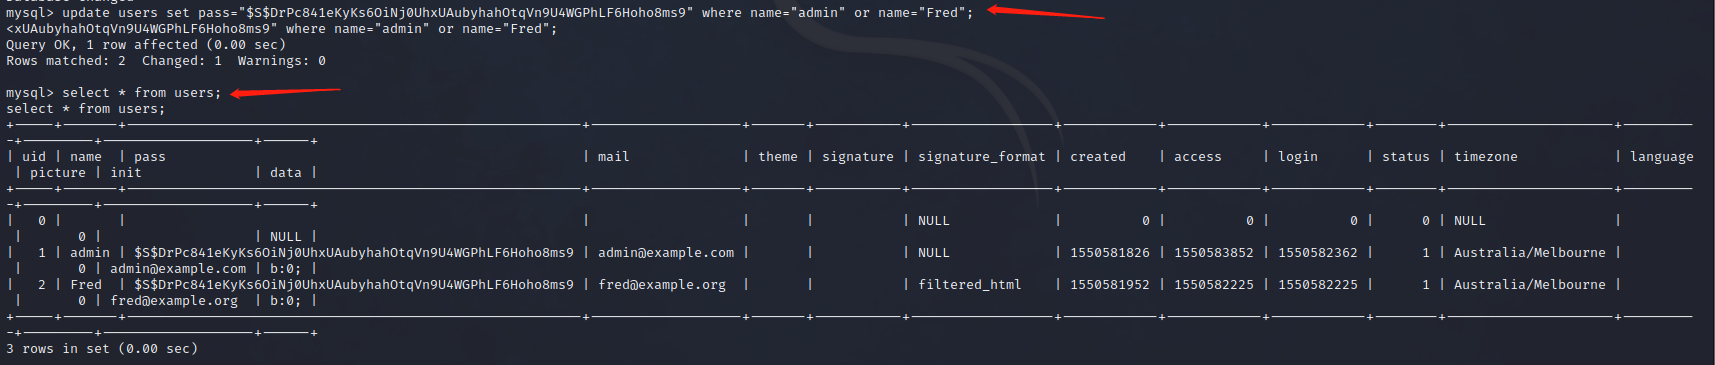 mysql> update users set pass="$S$DrPc841eKyKs6OiNj0UhxUAubyhahOtqVn9U4WGPhLF6Hoho8ms9" where name="admin" or name="Fred";
<xUAubyhahOtqVn9U4WGPhLF6Hoho8ms9" where name="admin" or name="Fred";
Query OK, 1 row affected (0.00 sec)
Rows matched: 2  Changed: 1  Warnings: 0
mysql> select * from users;
select * from users;
| uid | name  | pass | mail | theme | signature | signature_format | created | access | login | status | timezone | language
| picture | init | data |
| 0 | | | | | | NULL | 0 | 0 | 0 | 0 | NULL |
| 0 | | NULL |
| 1 | admin | $S$DrPc841eKyKs6OiNj0UhxUAubyhahOtqVn9U4WGPhLF6Hoho8ms9 | admin@example.com | | | NULL | 1550581826 | 1550583852 | 1550582362 | 1 | Australia/Melbourne |
| 0 | admin@example.com | b:0; |
| 2 | Fred | $S$DrPc841eKyKs6OiNj0UhxUAubyhahOtqVn9U4WGPhLF6Hoho8ms9 | fred@example.org | | | filtered_html | 1550581952 | 1550582225 | 1550582225 | 1 | Australia/Melbourne |
| 0 | fred@example.org | b:0; |
3 rows in set (0.00 sec)